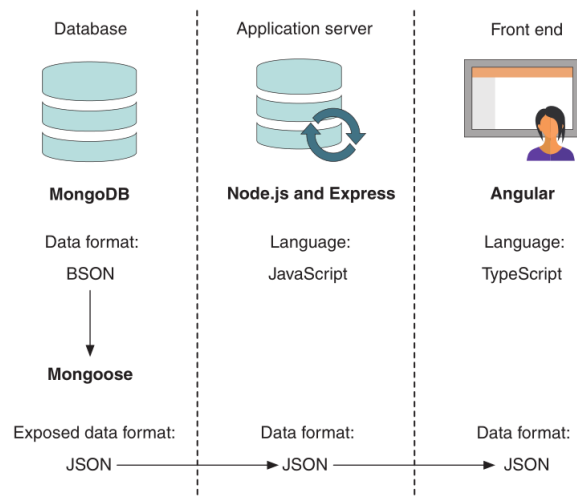 Database
Application server
Front end
MongoDB
Node.js and Express
Angular
Data format:
BSON
Language:
JavaScript
Language:
TypeScript
Mongoose
Exposed data format:
JSON
Data format:
JSON
Data format:
JSON